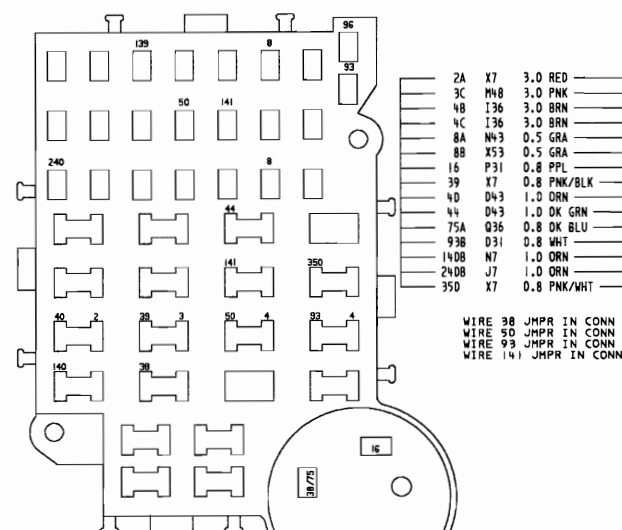 96
139 8
93
50 141
240 8
44
141 350
40 2 39 3 50 4 93 4
140 38
16
38/75
2A X7 3.0 RED
3C M48 3.0 PNK
4B I36 3.0 BRN
4C I36 3.0 BRN
8A N43 0.5 GRA
8B X53 0.5 GRA
16 P31 0.8 PPL
39 X7 0.8 PNK/BLK
40 D43 1.0 ORN
44 D43 1.0 DK GRN
75A Q36 0.8 DK BLU
93B D31 0.8 WHT
140B N7 1.0 ORN
240B J7 1.0 ORN
350 X7 0.8 PNK/WHT
WIRE 38 JMPR IN CONN
WIRE 50 JMPR IN CONN
WIRE 93 JMPR IN CONN
WIRE 141 JMPR IN CONN